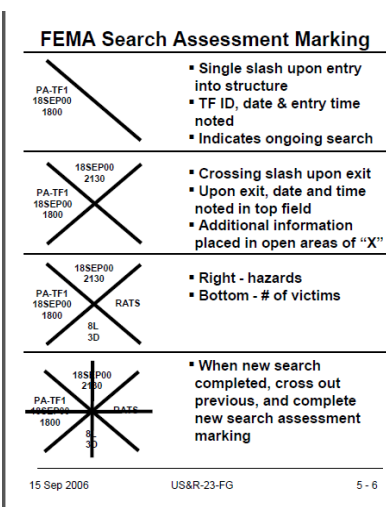 FEMA Search Assessment Marking
PA-TF1
18SEP00
1800
▪ Single slash upon entry
into structure
▪ TF ID, date & entry time
noted
▪ Indicates ongoing search
18SEP00
2130
PA-TF1
18SEP00
1800
▪ Crossing slash upon exit
▪ Upon exit, date and time
noted in top field
▪ Additional information
placed in open areas of “X”
18SEP00
2130
PA-TF1
18SEP00
1800
RATS
8L
3D
▪ Right - hazards
▪ Bottom - # of victims
18SEP00
2130
PA-TF1
18SEP00
1800
RATS
8L
3D
▪ When new search
completed, cross out
previous, and complete
new search assessment
marking
15 Sep 2006 US&R-23-FG 5 - 6